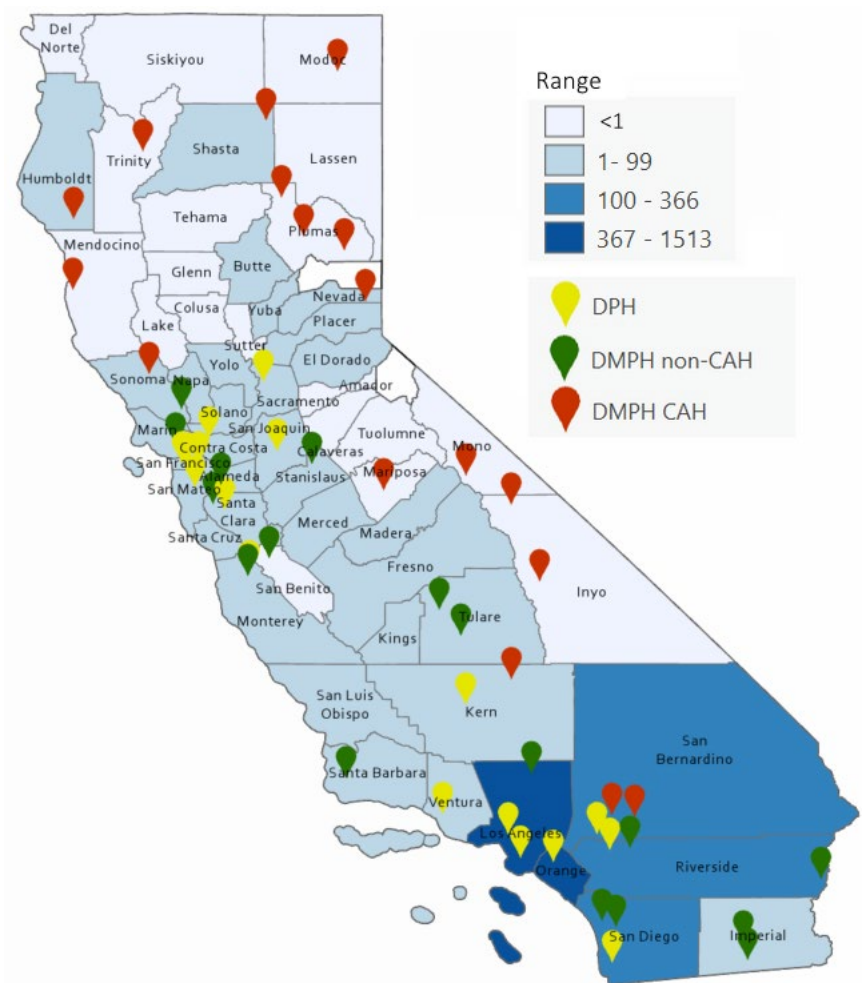 Del
Norte
Siskiyou
Modoc
Shasta
Lassen
Trinity
Humboldt
Tehama
Plumas
Mendocino
Glenn
Butte
Colusa
Nevada
Yuba
Placer
Lake
Sutter
Yolo
El Dorado
Sonoma
Napa
Amador
Sacramento
Solano
Marin
San Joaquin
Tuolumne
Mono
Contra Costa
Calaveras
San Francisco
Mariposa
Alameda
Stanislaus
San Mateo
Santa
Clara
Merced
Santa Cruz
Madera
Fresno
San Benito
Inyo
Monterey
Tulare
Kings
San Luis
Obispo
Kern
San
Bernardino
Santa Barbara
Ventura
Los Angeles
Orange
Riverside
San Diego
Imperial
Range
<1
1- 99
100 - 366
367 - 1513
DPH
DMPH non-CAH
DMPH CAH